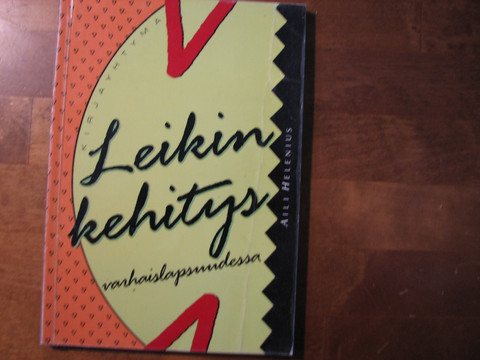 KIRJAYHTYMÄ
Leikin
kehitys
varhaislapsuudessa
AILI HELENIUS